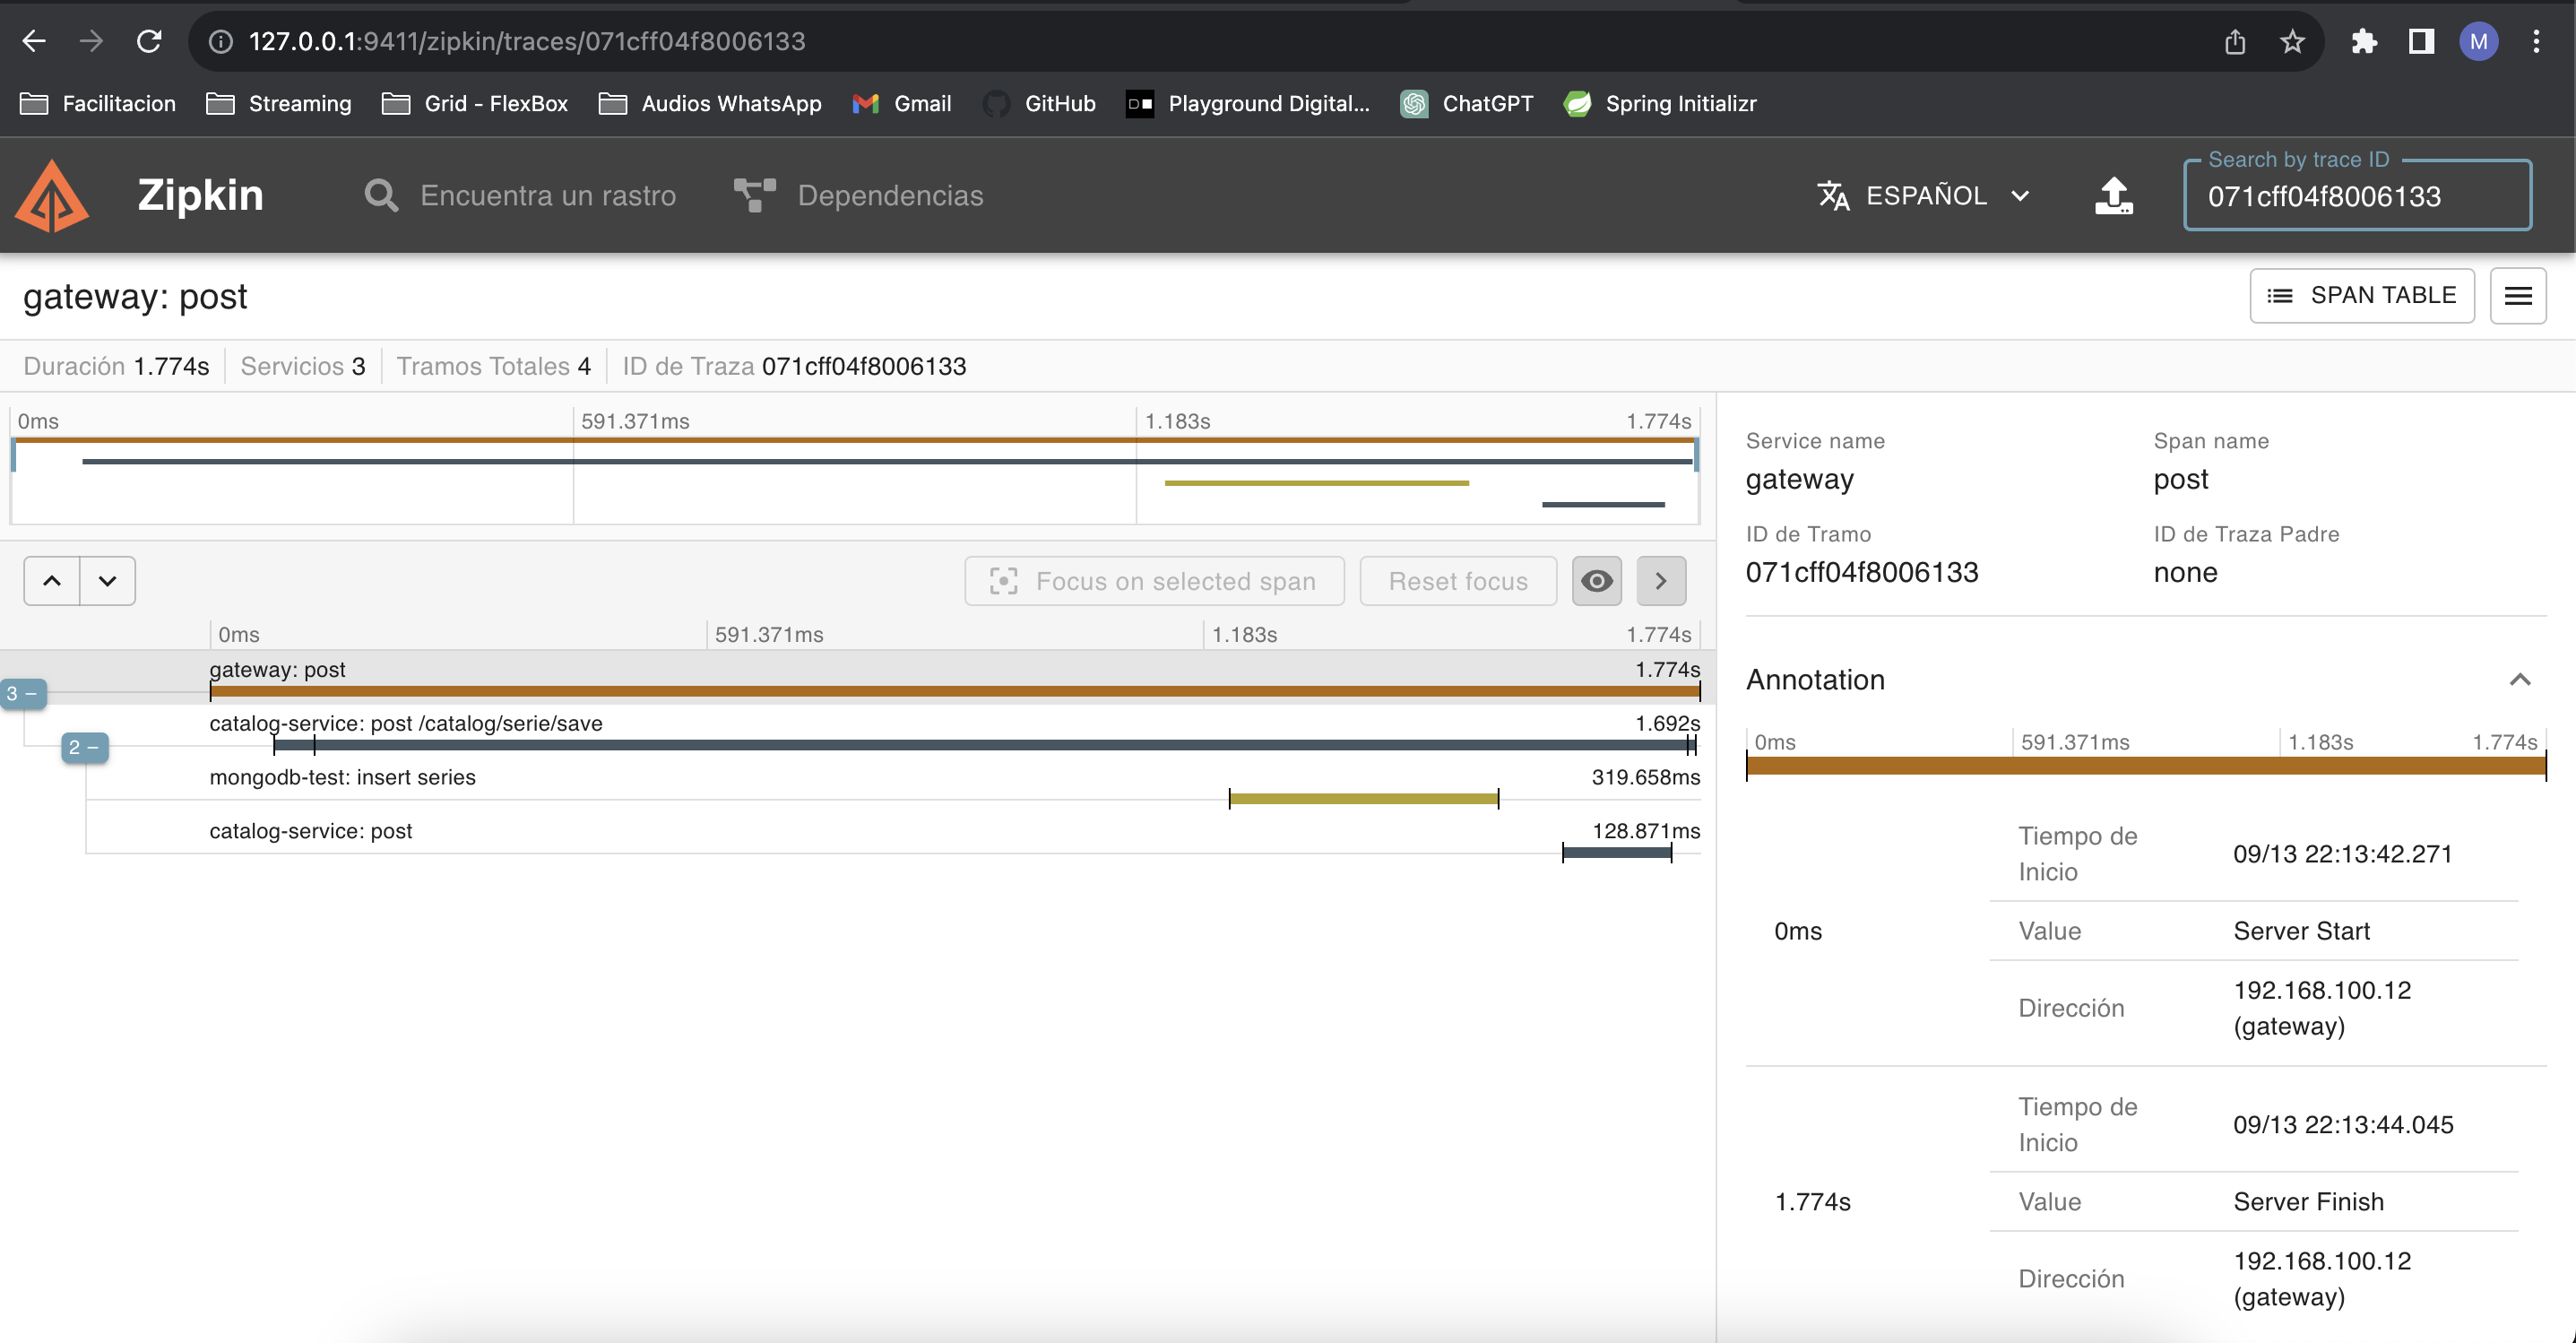 127.0.0.1:9411/zipkin/traces/071cff04f8006133
M
Facilitacion
Streaming
Grid - FlexBox
Audios WhatsApp
Gmail
GitHub
Playground Digital...
ChatGPT
Spring Initializr
Zipkin
Encuentra un rastro
Dependencias
ESPAÑOL
Search by trace ID
071cff04f8006133
gateway: post
SPAN TABLE
Duración 1.774s
Servicios 3
Tramos Totales 4
ID de Traza 071cff04f8006133
0ms
591.371ms
1.183s
1.774s
Focus on selected span
Reset focus
0ms
591.371ms
1.183s
1.774s
gateway: post
1.774s
3 −
catalog-service: post /catalog/serie/save
1.692s
2 −
mongodb-test: insert series
319.658ms
catalog-service: post
128.871ms
Service name
gateway
Span name
post
ID de Tramo
071cff04f8006133
ID de Traza Padre
none
Annotation
0ms
591.371ms
1.183s
1.774s
0ms
Tiempo de
Inicio
09/13 22:13:42.271
Value
Server Start
Dirección
192.168.100.12
(gateway)
1.774s
Tiempo de
Inicio
09/13 22:13:44.045
Value
Server Finish
Dirección
192.168.100.12
(gateway)